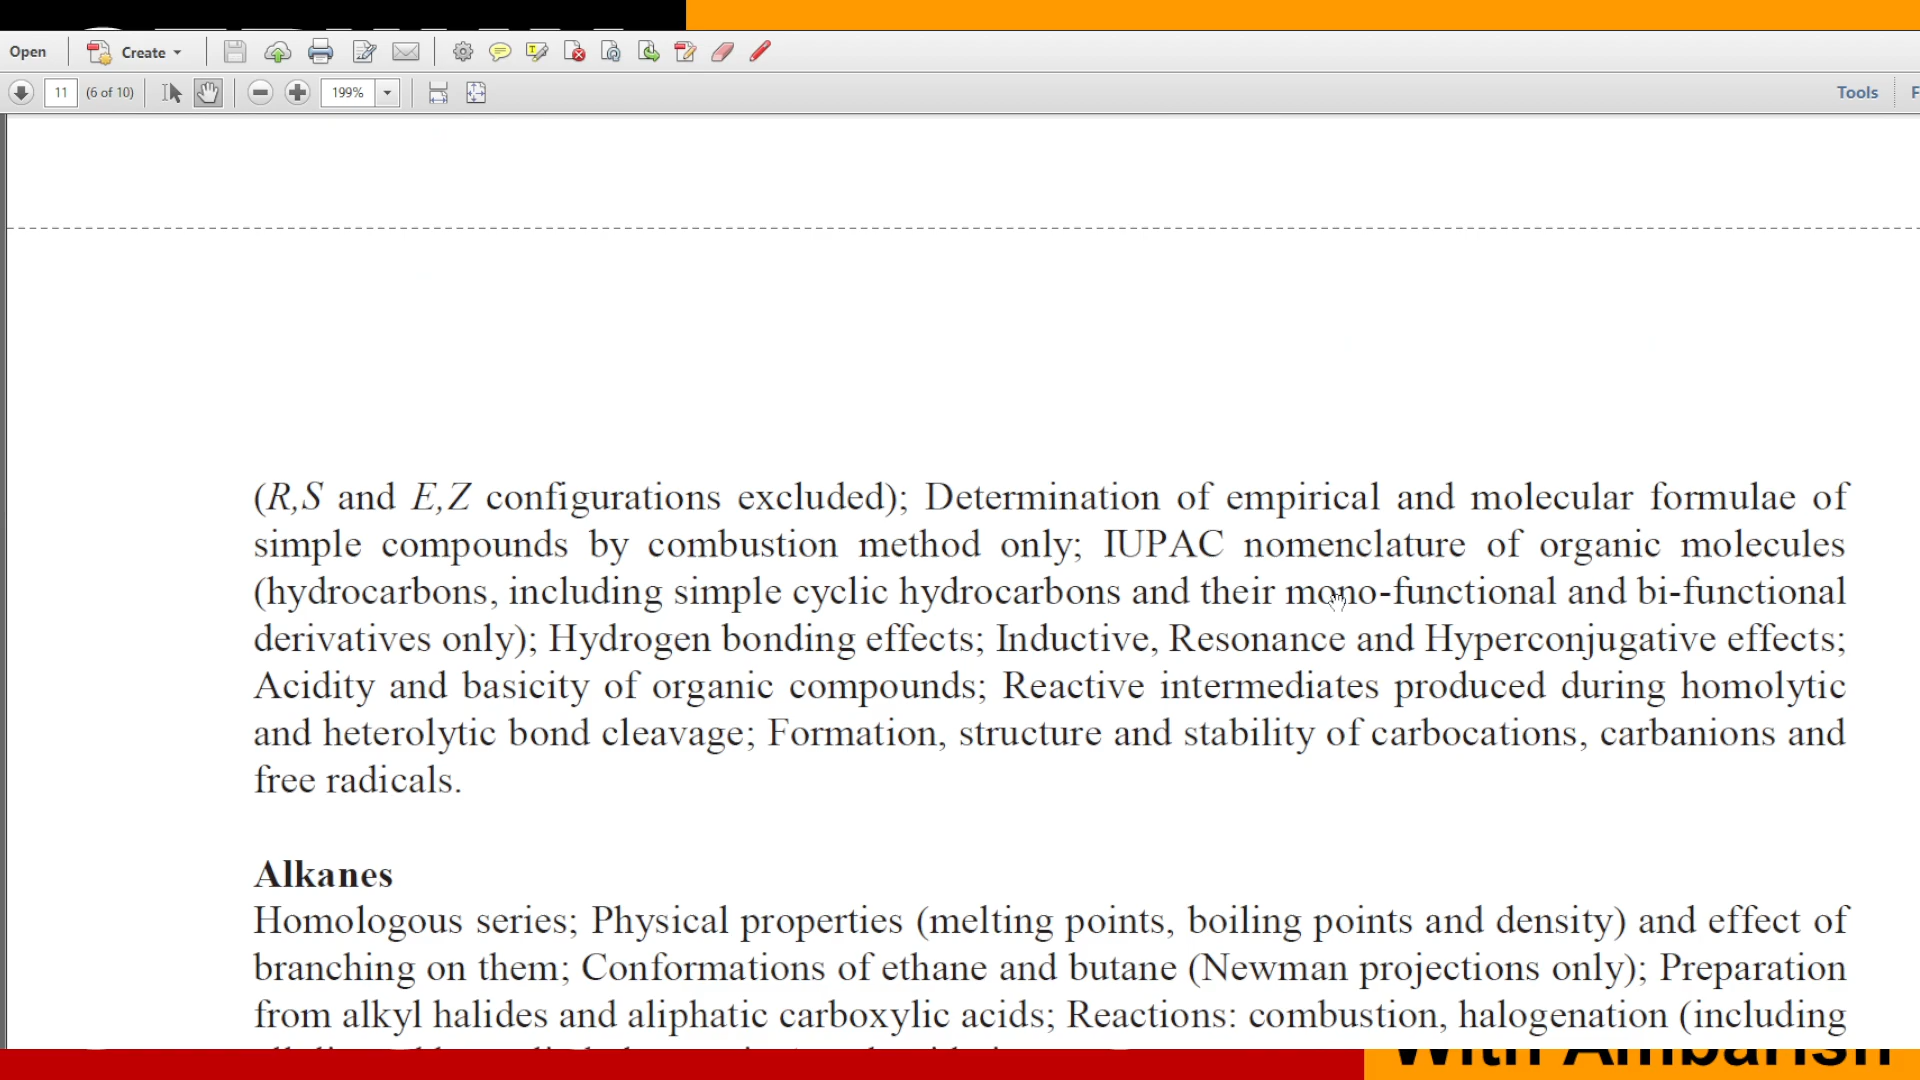 Open Create
11 (6 of 10) 199% Tools F
(R,S and E,Z configurations excluded); Determination of empirical and molecular formulae of
simple compounds by combustion method only; IUPAC nomenclature of organic molecules
(hydrocarbons, including simple cyclic hydrocarbons and their mono-functional and bi-functional
derivatives only); Hydrogen bonding effects; Inductive, Resonance and Hyperconjugative effects;
Acidity and basicity of organic compounds; Reactive intermediates produced during homolytic
and heterolytic bond cleavage; Formation, structure and stability of carbocations, carbanions and
free radicals.
Alkanes
Homologous series; Physical properties (melting points, boiling points and density) and effect of
branching on them; Conformations of ethane and butane (Newman projections only); Preparation
from alkyl halides and aliphatic carboxylic acids; Reactions: combustion, halogenation (including
With Ambarish